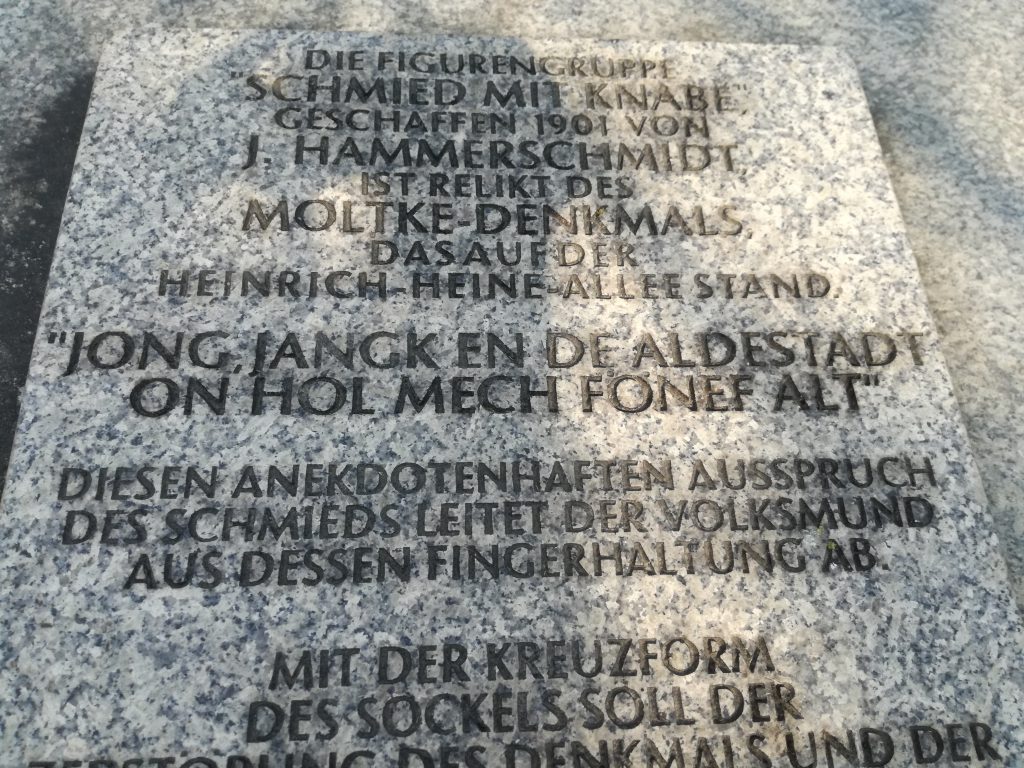 DIE FIGURENGRUPPE
"SCHMIED MIT KNABE",
GESCHAFFEN 1901 VON
J. HAMMERSCHMIDT,
IST RELIKT DES
MOLTKE-DENKMALS,
DAS AUF DER
HEINRICH-HEINE-ALLEE STAND.
"JONG, JANGK EN DE ALDESTADT
ON HOL MECH FÖNEF ALT"
DIESEN ANEKDOTENHAFTEN AUSSPRUCH
DES SCHMIEDS LEITET DER VOLKSMUND
AUS DESSEN FINGERHALTUNG AB.
MIT DER KREUZFORM
DES SOCKELS SOLL DER
ZERSTÖRUNG DES DENKMALS UND DER